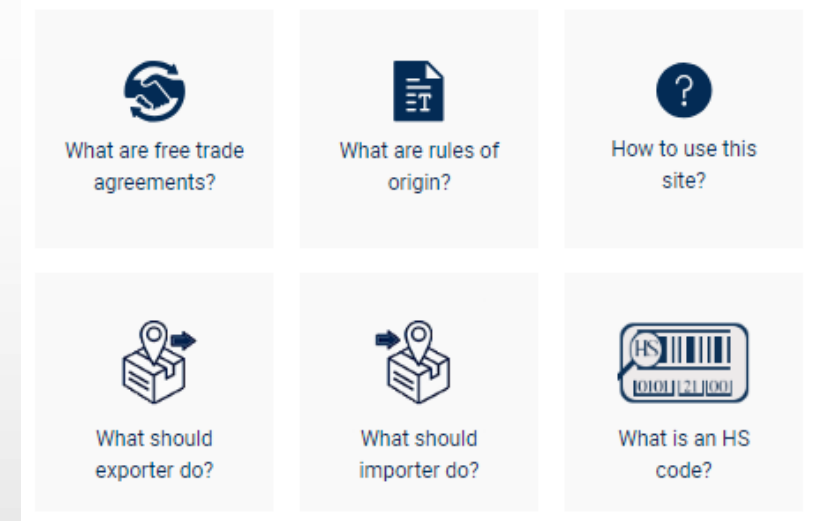 What are free trade
agreements?
What are rules of
origin?
How to use this
site?
What should
exporter do?
What should
importer do?
HS
0101 21 00
What is an HS
code?